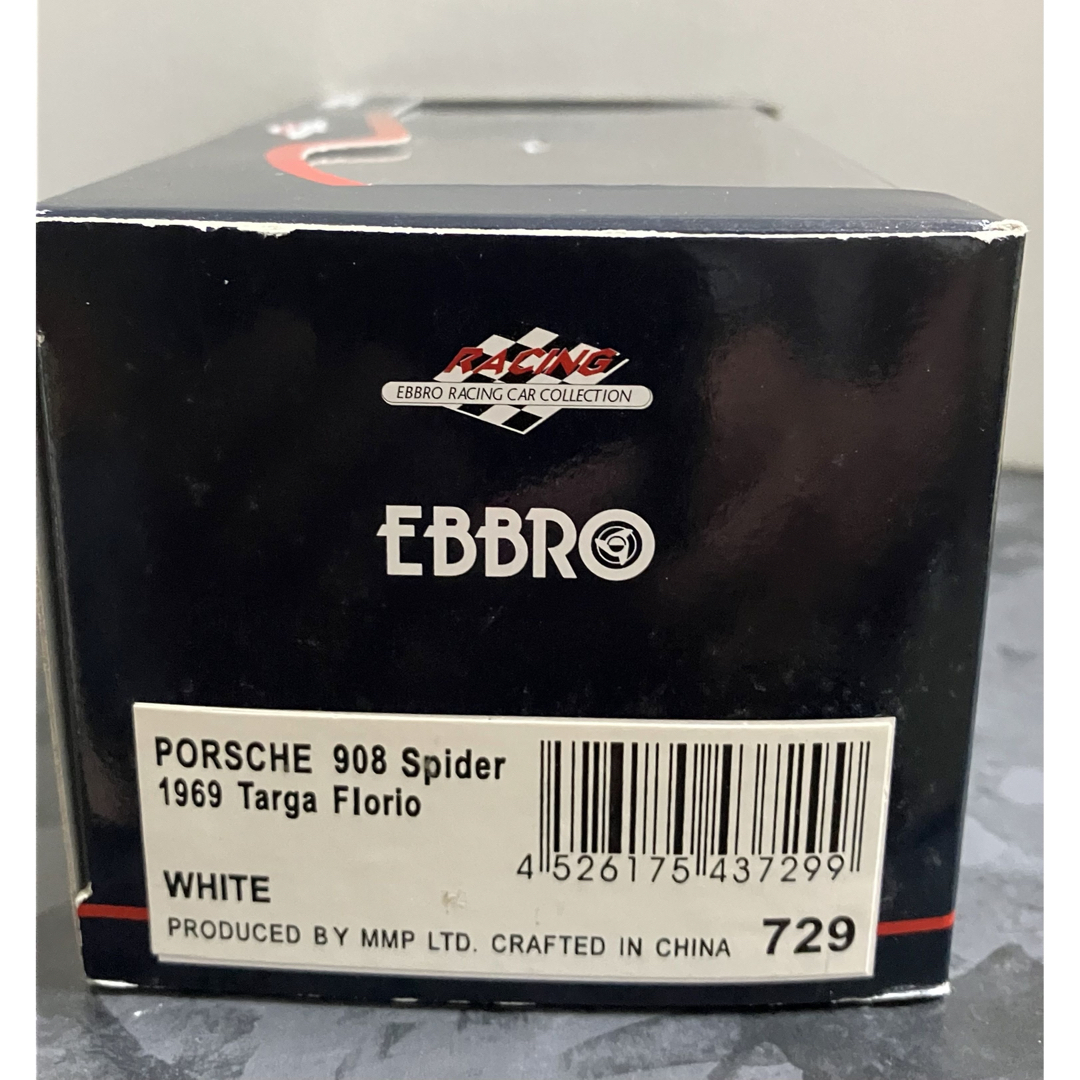 RACING
EBBRO RACING CAR COLLECTION
EBBRO
PORSCHE 908 Spider
1969 Targa Florio
4 526175 437299
WHITE
PRODUCED BY MMP LTD. CRAFTED IN CHINA 729